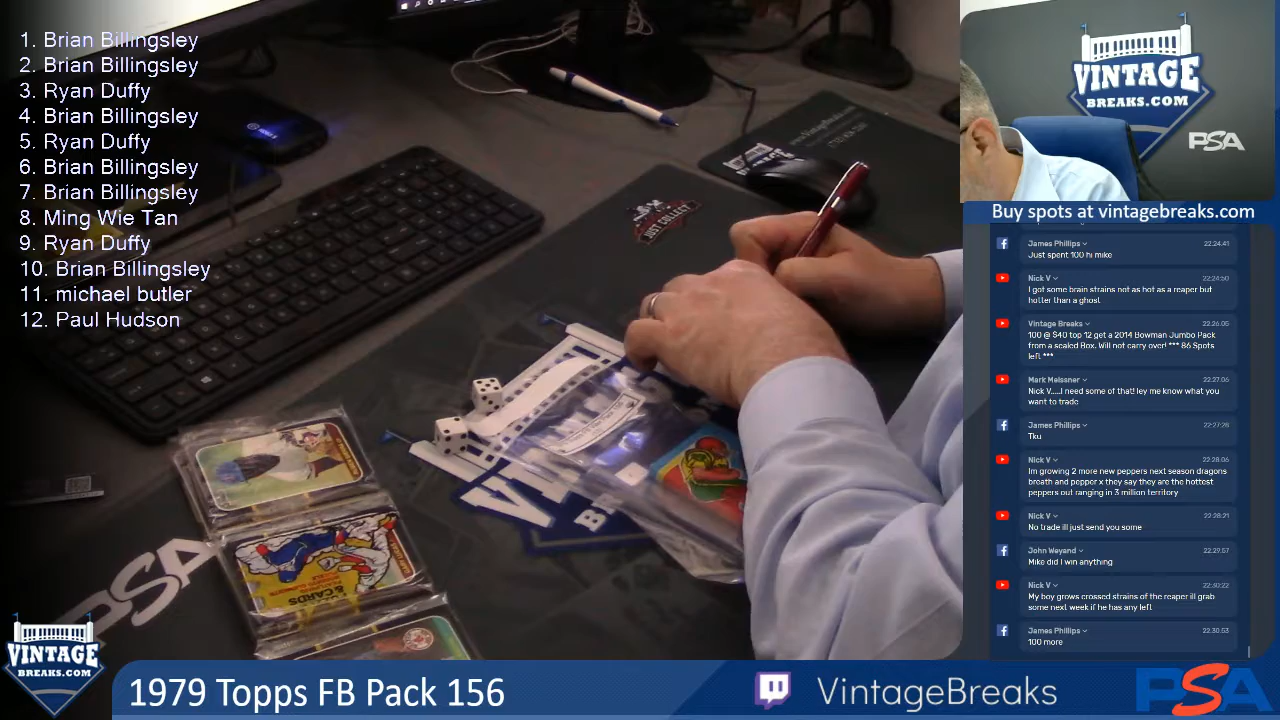 1. Brian Billingsley
2. Brian Billingsley
3. Ryan Duffy
4. Brian Billingsley
5. Ryan Duffy
6. Brian Billingsley
7. Brian Billingsley
8. Ming Wie Tan
9. Ryan Duffy
10. Brian Billingsley
11. michael butler
12. Paul Hudson
VINTAGE
BREAKS.COM
PSA
Buy spots at vintagebreaks.com
James Phillips 22:24:41
Just spent 100 hi mike
Nick V 22:24:50
I got some brain strains not as hot as a reaper but
hotter than a ghost
Vintage Breaks 22:26:05
100 @ $40 top 12 get a 2014 Bowman Jumbo Pack
from a sealed Box. Will not carry over! *** 86 Spots
left ***
Mark Meissner 22:27:06
Nick V.....I need some of that! ley me know what you
want to trade
James Phillips 22:27:28
Tku
Nick V 22:28:06
Im growing 2 more new peppers next season dragons
breath and pepper x they say they are the hottest
peppers out ranging in 3 million territory
Nick V 22:28:21
No trade ill just send you some
John Weyand 22:29:57
Mike did I win anything
Nick V 22:30:22
My boy grows crossed strains of the reaper ill grab
some next week if he has any left
James Phillips 22:30:53
100 more
JUST COLLECT
8 CARDS
PSA
VINTAGE
BREAKS.COM
1979 Topps FB Pack 156
VintageBreaks
PSA